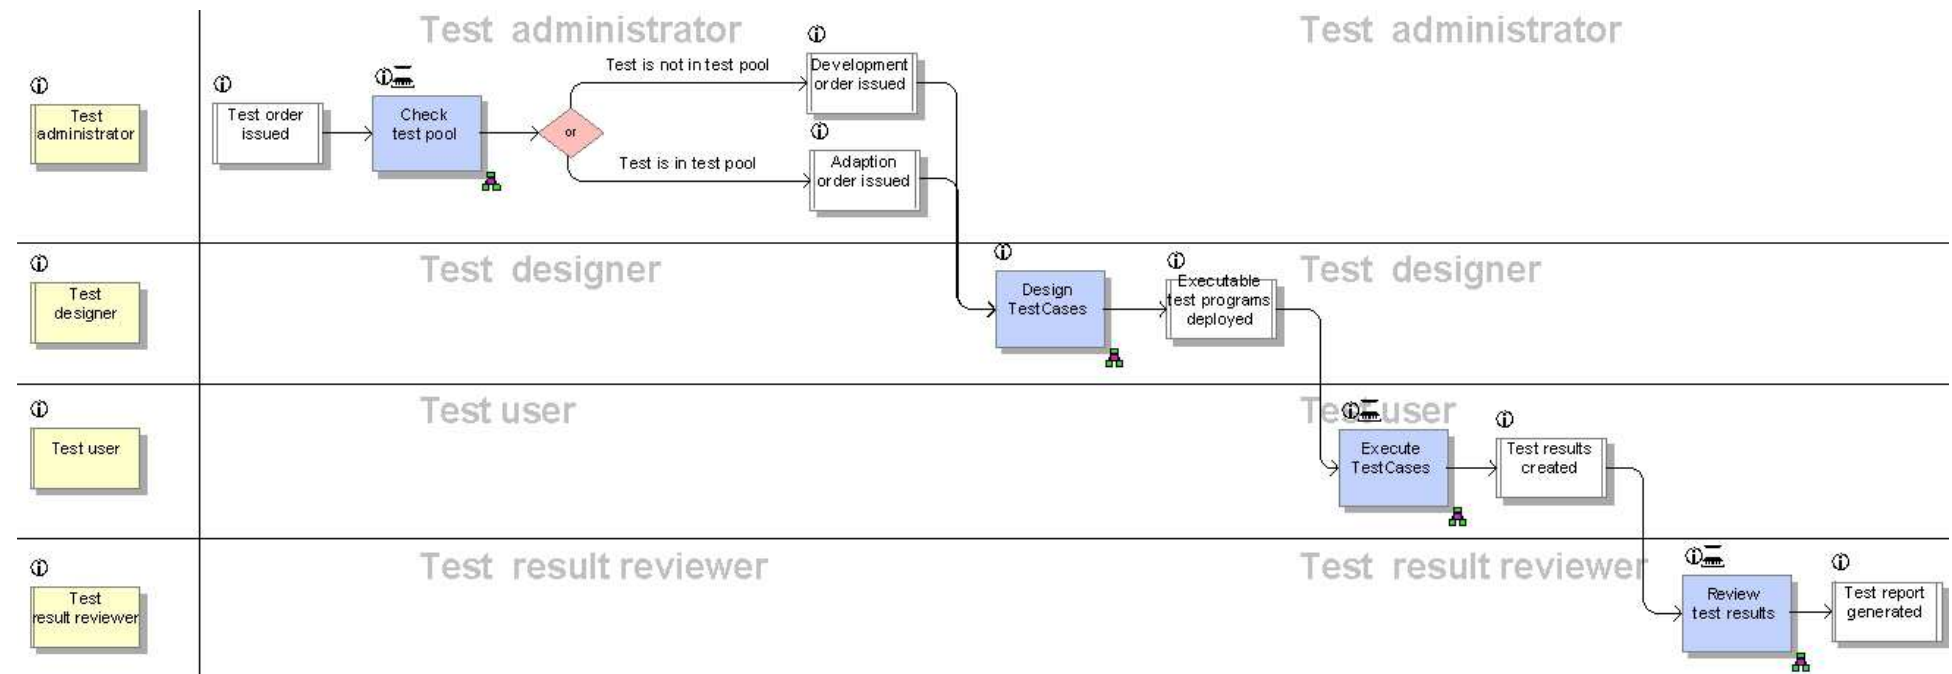 Test administrator
Test administrator
Test
administrator
Test order
issued
Check
test pool
or
Test is not in test pool
Test is in test pool
Development
order issued
Adaption
order issued
Test designer
Test designer
Test
designer
Design
TestCases
Executable
test programs
deployed
Test user
Test user
Test user
Execute
TestCases
Test results
created
Test result reviewer
Test result reviewer
Test
result reviewer
Review
test results
Test report
generated